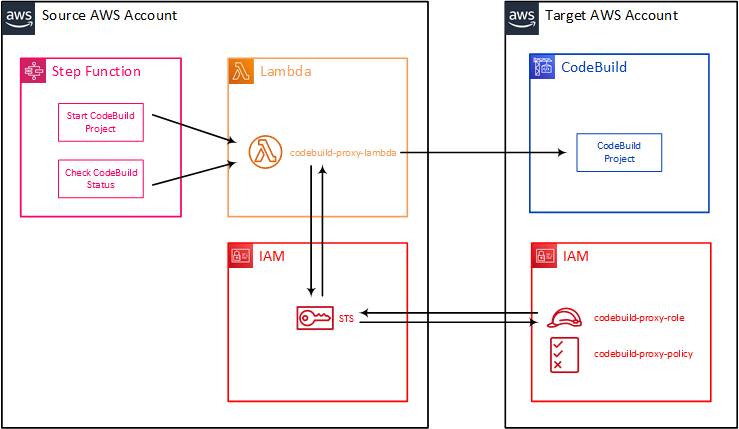 aws
Source AWS Account
aws
Target AWS Account
Step Function
Lambda
CodeBuild
Start CodeBuild
Project
codebuild-proxy-lambda
CodeBuild
Project
Check CodeBuild
Status
IAM
IAM
STS
codebuild-proxy-role
codebuild-proxy-policy